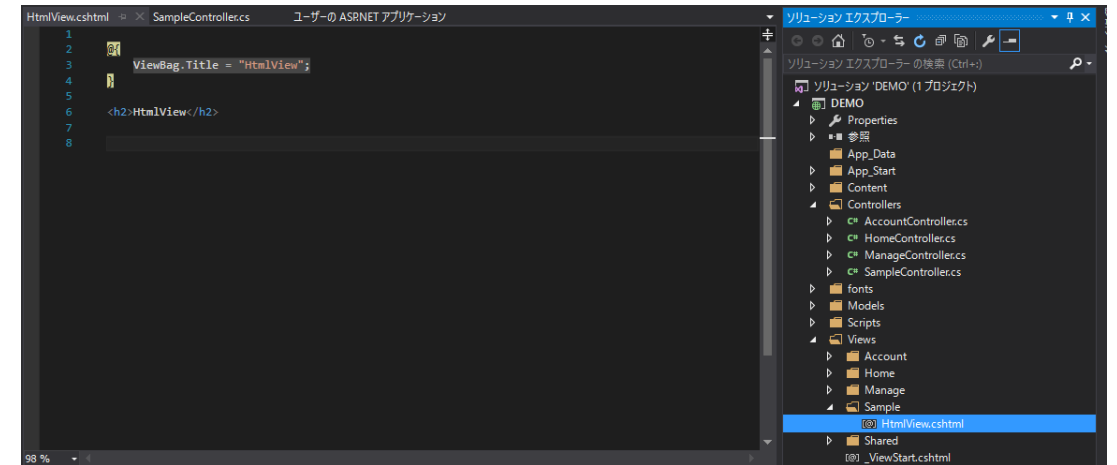 HtmlView.cshtml SampleController.cs ユーザーの ASP.NET アプリケーション
1
2 @{
3 ViewBag.Title = "HtmlView";
4 }
5
6 <h2>HtmlView</h2>
7
8
98 %
ソリューション エクスプローラー
ソリューション エクスプローラー の検索 (Ctrl+:)
ソリューション 'DEMO' (1 プロジェクト)
DEMO
Properties
参照
App_Data
App_Start
Content
Controllers
C# AccountController.cs
C# HomeController.cs
C# ManageController.cs
C# SampleController.cs
fonts
Models
Scripts
Views
Account
Home
Manage
Sample
[@] HtmlView.cshtml
Shared
[@] _ViewStart.cshtml